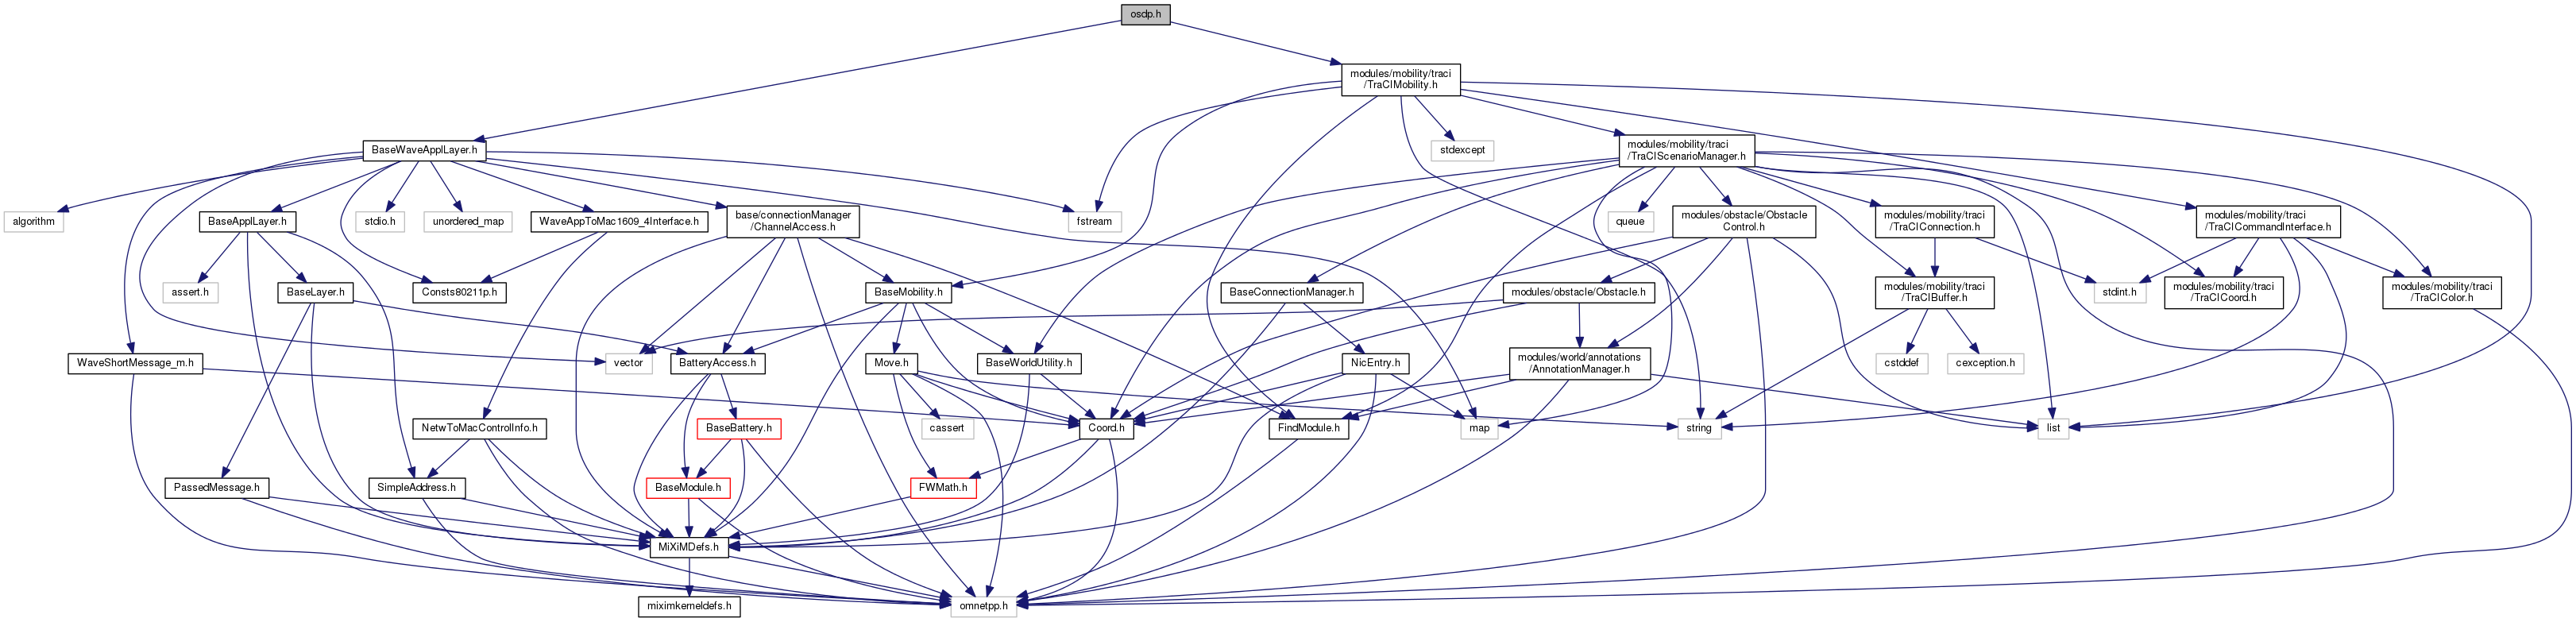 osdp.h
modules/mobility/traci
/TraCIMobility.h
BaseWaveApplLayer.h
stdexcept
modules/mobility/traci
/TraCIScenarioManager.h
algorithm
BaseApplLayer.h
stdio.h
unordered_map
WaveAppToMac1609_4Interface.h
base/connectionManager
/ChannelAccess.h
fstream
queue
modules/obstacle/Obstacle
Control.h
modules/mobility/traci
/TraCIConnection.h
modules/mobility/traci
/TraCICommandInterface.h
assert.h
BaseLayer.h
Consts80211p.h
BaseMobility.h
BaseConnectionManager.h
modules/obstacle/Obstacle.h
modules/mobility/traci
/TraCIBuffer.h
stdint.h
modules/mobility/traci
/TraCICoord.h
modules/mobility/traci
/TraCIColor.h
WaveShortMessage_m.h
vector
BatteryAccess.h
Move.h
BaseWorldUtility.h
NicEntry.h
modules/world/annotations
/AnnotationManager.h
cstddef
cexception.h
NetwToMacControlInfo.h
BaseBattery.h
cassert
Coord.h
FindModule.h
map
string
list
PassedMessage.h
SimpleAddress.h
BaseModule.h
FWMath.h
MiXiMDefs.h
miximkerneldefs.h
omnetpp.h